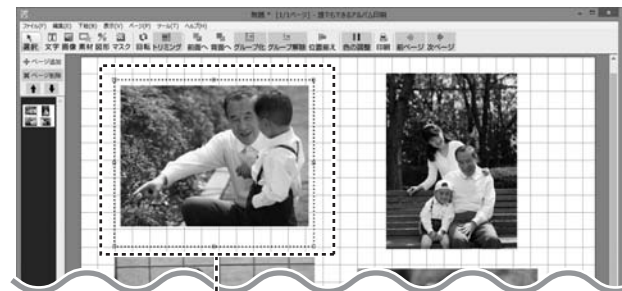 無題 * [1/1ページ] - 誰でもできるアルバム印刷
ファイル(F) 編集(E) 下絵(B) 表示(V) ページ(P) ツール(T) ヘルプ(H)
選択 文字 画像 素材 図形 マスク 回転 トリミング 前面へ 背面へ グループ化 グループ解除 位置揃え 色の調整 印刷 前ページ 次ページ
ページ追加
ページ削除